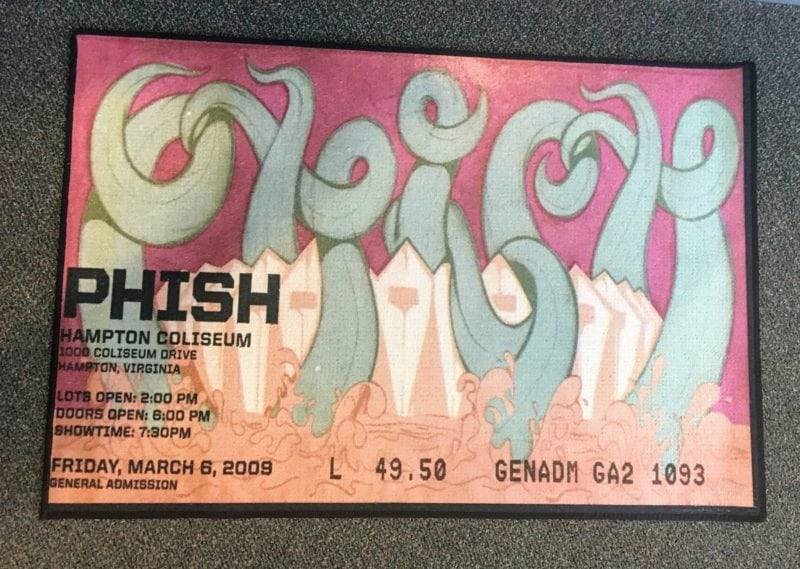 PHISH
HAMPTON COLISEUM
1000 COLISEUM DRIVE
HAMPTON, VIRGINIA
LOTS OPEN: 2:00 PM
DOORS OPEN: 6:00 PM
SHOWTIME: 7:30PM
FRIDAY, MARCH 6, 2009 L 49.50 GENADM GA2 1093
GENERAL ADMISSION